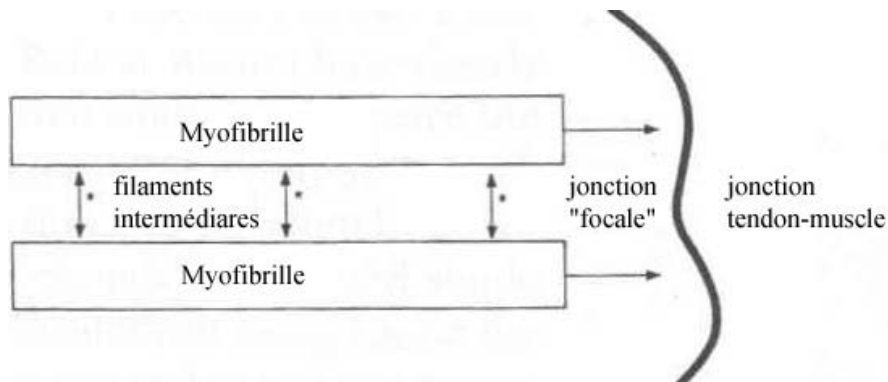 Myofibrille
*
*
*
filaments
intermédiares
jonction
"focale"
jonction
tendon-muscle
Myofibrille